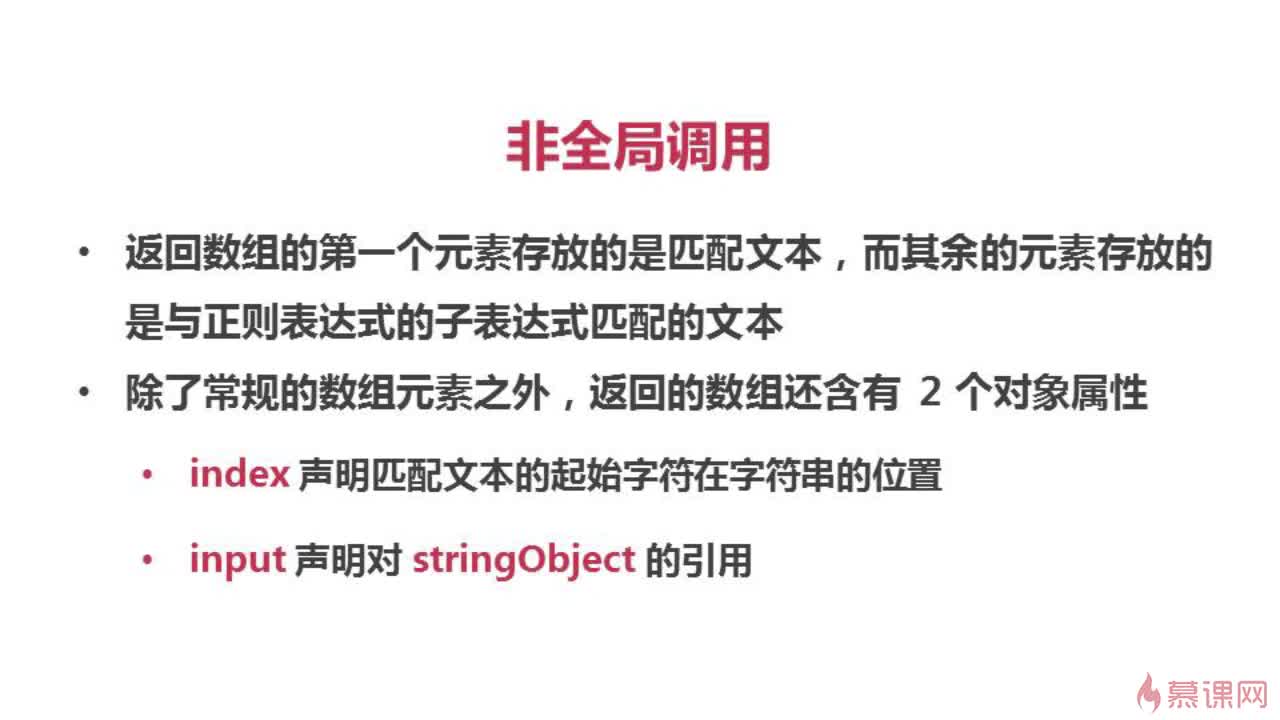 非全局调用
• 返回数组的第一个元素存放的是匹配文本，而其余的元素存放的
是与正则表达式的子表达式匹配的文本
• 除了常规的数组元素之外，返回的数组还含有 2 个对象属性
• index 声明匹配文本的起始字符在字符串的位置
• input 声明对 stringObject 的引用
慕课网